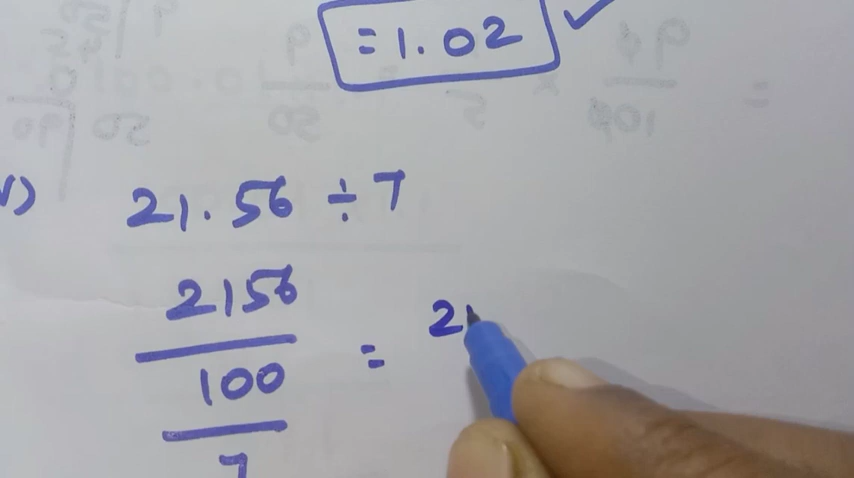 = 1.02 ✓
21.56 ÷ 7
2156
100 = 2
7